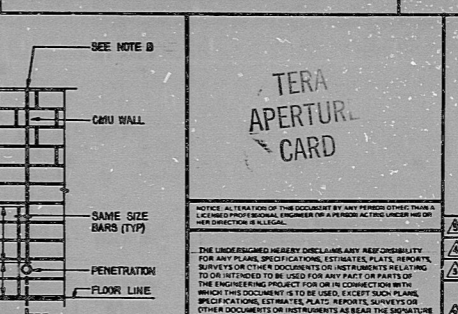 SEE NOTE B
CMU WALL
SAME SIZE
BARS (TYP)
PENETRATION
FLOOR LINE
TERA
APERTURE
CARD
NOTICE: ALTERATION OF THIS DOCUMENT BY ANY PERSON OTHER THAN A
LICENSED PROFESSIONAL ENGINEER OR A PERSON ACTING UNDER HIS OR
HER DIRECTION IS ILLEGAL.
THE UNDERSIGNED HEREBY DISCLAIMS ANY RESPONSIBILITY
FOR ANY PLANS, SPECIFICATIONS, ESTIMATES, PLATS, REPORTS,
SURVEYS OR OTHER DOCUMENTS OR INSTRUMENTS RELATING
TO OR INTENDED TO BE USED FOR ANY PART OR PARTS OF
THE ENGINEERING PROJECT FOR OR IN CONNECTION WITH
WHICH THIS DOCUMENT IS TO BE USED, EXCEPT SUCH PLANS,
SPECIFICATIONS, ESTIMATES, PLATS, REPORTS, SURVEYS OR
OTHER DOCUMENTS OR INSTRUMENTS AS BEAR THE SIGNATURE